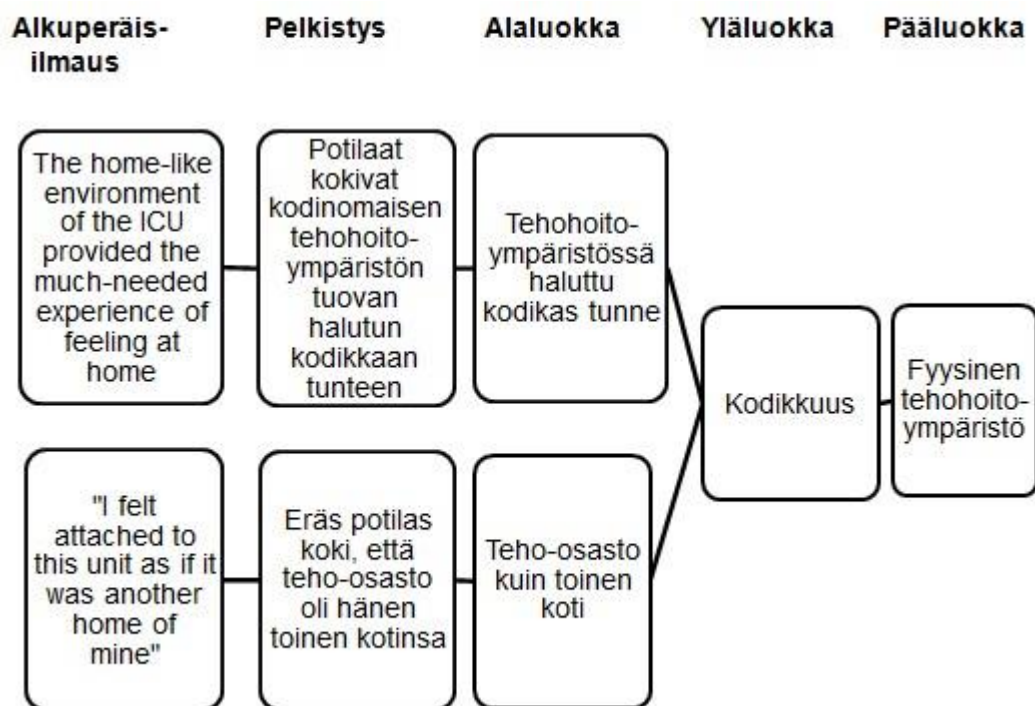 Alkuperäis-
ilmaus
Pelkistys
Alaluokka
Yläluokka
Pääluokka
The home-like
environment
of the ICU
provided the
much-needed
experience of
feeling at
home
Potilaat
kokivat
kodinomaisen
tehohoito-
ympäristön
tuovan
halutun
kodikkaan
tunteen
Tehohoito-
ympäristössä
haluttu
kodikas tunne
Kodikkuus
Fyysinen
tehohoito-
ympäristö
"I felt
attached to
this unit as if it
was another
home of
mine"
Eräs potilas
koki, että
teho-osasto
oli hänen
toinen kotinsa
Teho-osasto
kuin toinen
koti